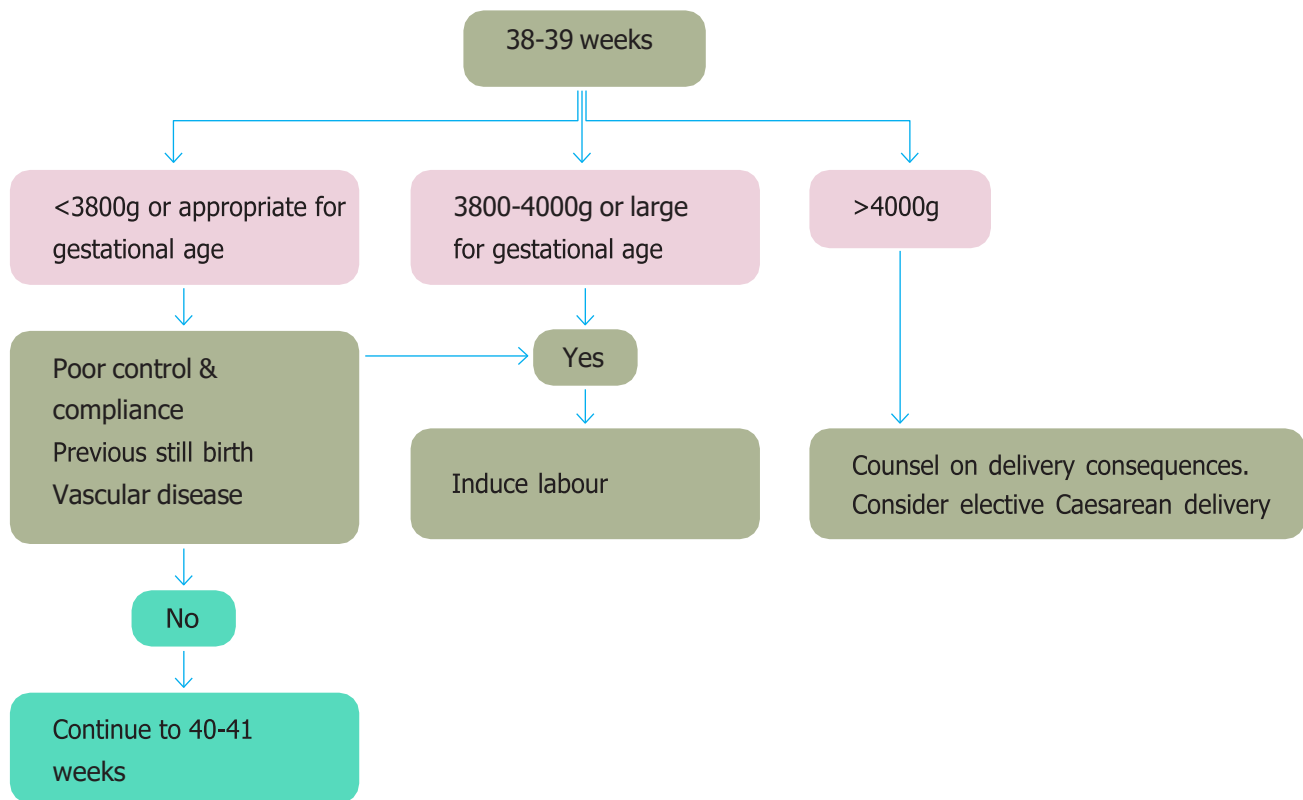 38-39 weeks
<3800g or appropriate for
gestational age
3800-4000g or large
for gestational age
>4000g
Poor control &
compliance
Previous still birth
Vascular disease
Yes
Induce labour
Counsel on delivery consequences.
Consider elective Caesarean delivery
No
Continue to 40-41
weeks